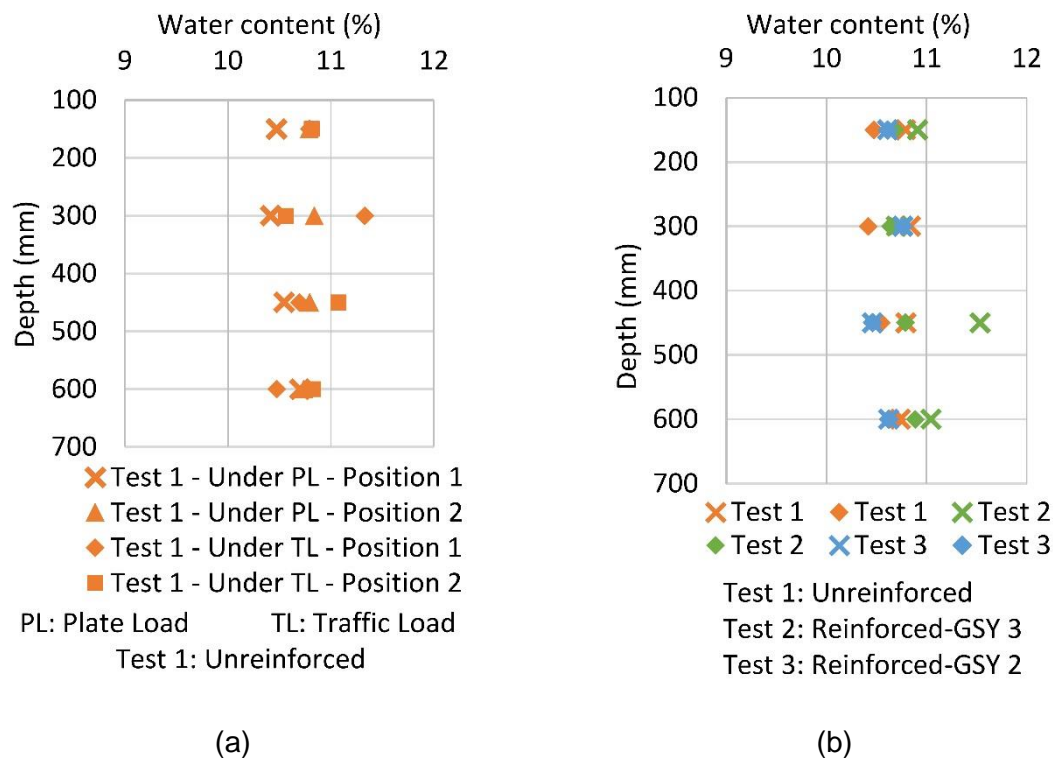 Water content (%)
9 10 11 12
Depth (mm)
100
200
300
400
500
600
700
Test 1 - Under PL - Position 1
Test 1 - Under PL - Position 2
Test 1 - Under TL - Position 1
Test 1 - Under TL - Position 2
PL: Plate Load TL: Traffic Load
Test 1: Unreinforced
(a)
Water content (%)
9 10 11 12
Depth (mm)
100
200
300
400
500
600
700
Test 1 Test 1 Test 2
Test 2 Test 3 Test 3
Test 1: Unreinforced
Test 2: Reinforced-GSY 3
Test 3: Reinforced-GSY 2
(b)